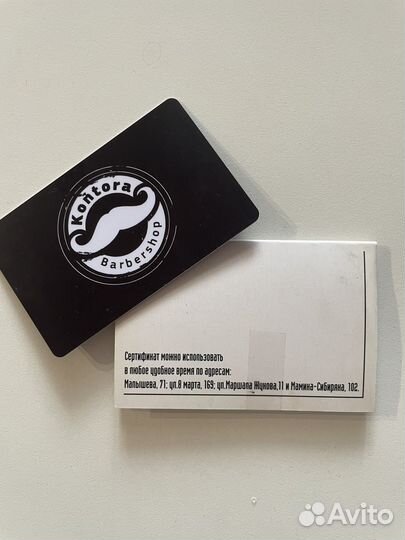 Kontora
Barbershop
Сертификат можно использовать
в любое удобное время по адресам:
Малышева, 71; ул.8 марта, 169; ул.Маршала Жукова,11 и Мамина-Сибиряка, 102.
Avito